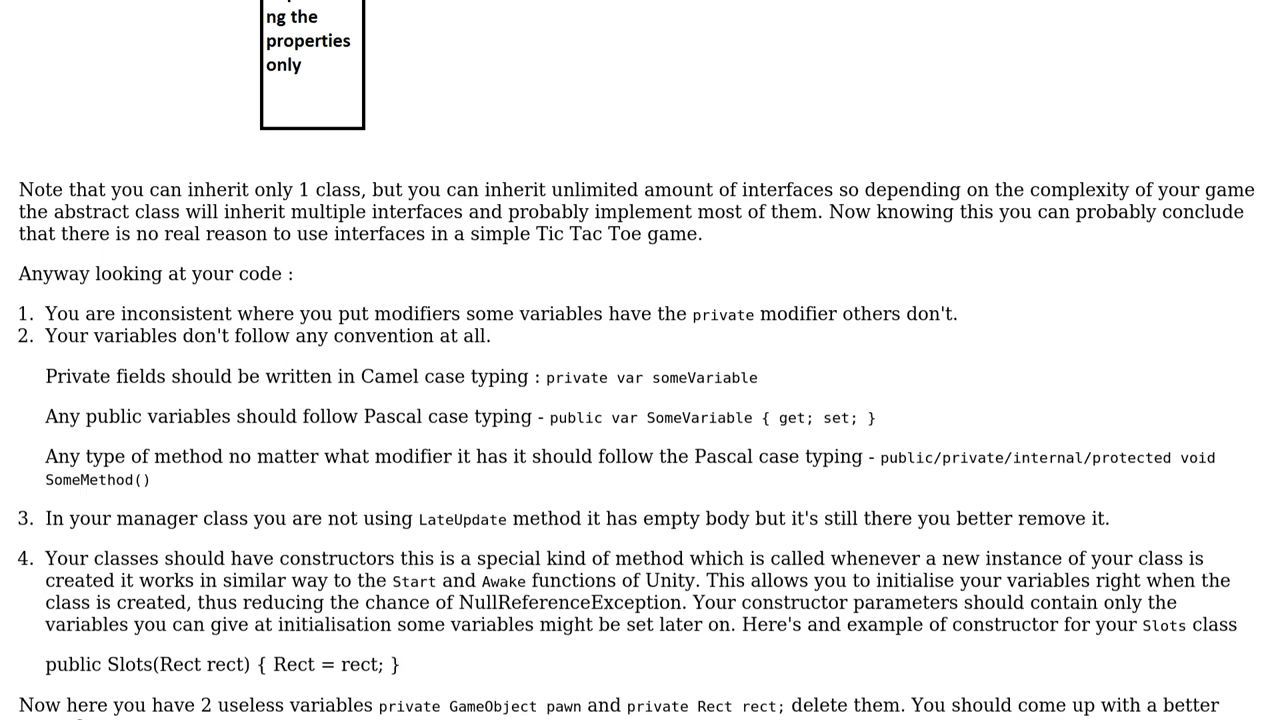 ng the
properties
only
Note that you can inherit only 1 class, but you can inherit unlimited amount of interfaces so depending on the complexity of your game
the abstract class will inherit multiple interfaces and probably implement most of them. Now knowing this you can probably conclude
that there is no real reason to use interfaces in a simple Tic Tac Toe game.
Anyway looking at your code :
1. You are inconsistent where you put modifiers some variables have the private modifier others don't.
2. Your variables don't follow any convention at all.
Private fields should be written in Camel case typing : private var someVariable
Any public variables should follow Pascal case typing - public var SomeVariable { get; set; }
Any type of method no matter what modifier it has it should follow the Pascal case typing - public/private/internal/protected void
SomeMethod()
3. In your manager class you are not using LateUpdate method it has empty body but it's still there you better remove it.
4. Your classes should have constructors this is a special kind of method which is called whenever a new instance of your class is
created it works in similar way to the Start and Awake functions of Unity. This allows you to initialise your variables right when the
class is created, thus reducing the chance of NullReferenceException. Your constructor parameters should contain only the
variables you can give at initialisation some variables might be set later on. Here's and example of constructor for your Slots class
public Slots(Rect rect) { Rect = rect; }
Now here you have 2 useless variables private GameObject pawn and private Rect rect; delete them. You should come up with a better